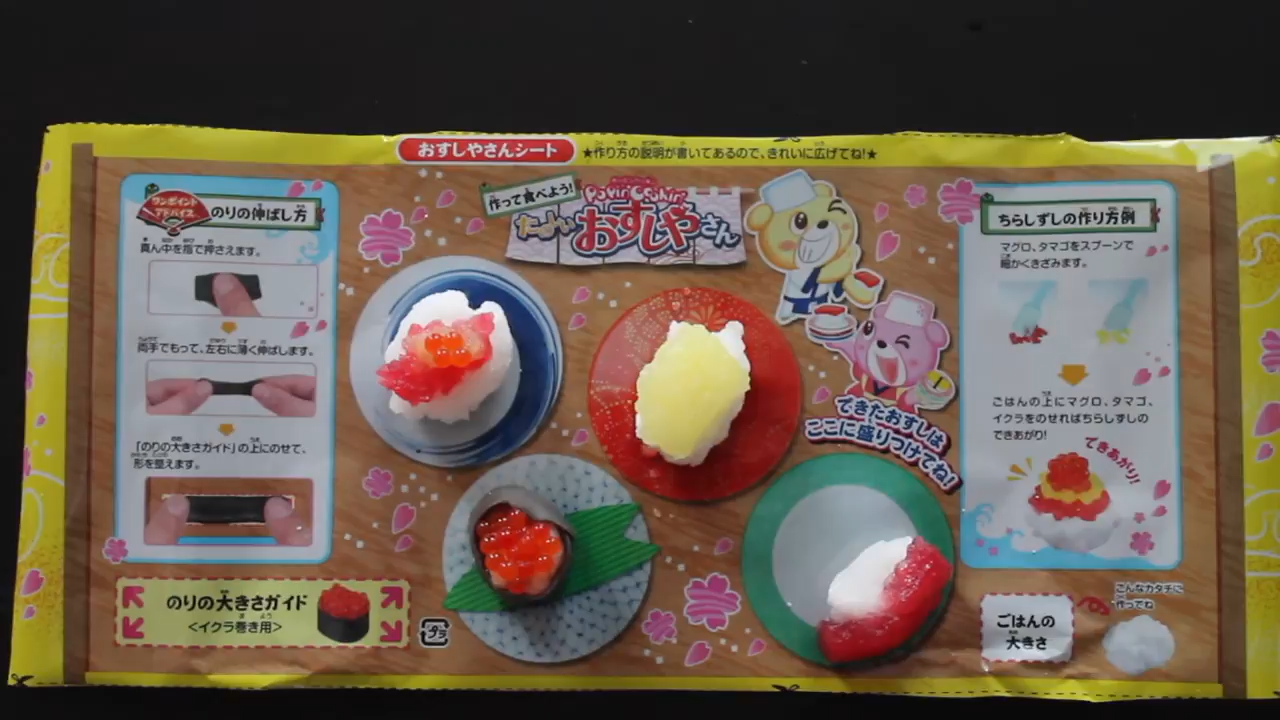 おすしやさんシート
★作り方の説明が書いてあるので、きれいに広げてね!★
ワンポイント
アドバイス
のりの伸ばし方
真ん中を指で押さえます。
両手でもって、左右に薄く伸ばします。
「のりの大きさガイド」の上にのせて、
形を整えます。
のりの大きさガイド
<イクラ巻き用>
プラ
作って食べよう!
Popin' Cookin'
たのしい
おすしやさん
できたおすしは
ここに盛りつけてね!
ちらしずしの作り方例
マグロ、タマゴをスプーンで
細かくきざみます。
ごはんの上にマグロ、タマゴ、
イクラをのせればちらしずしの
できあがり!
できあがり!
ごはんの
大きさ
こんなカタチに
作ってね